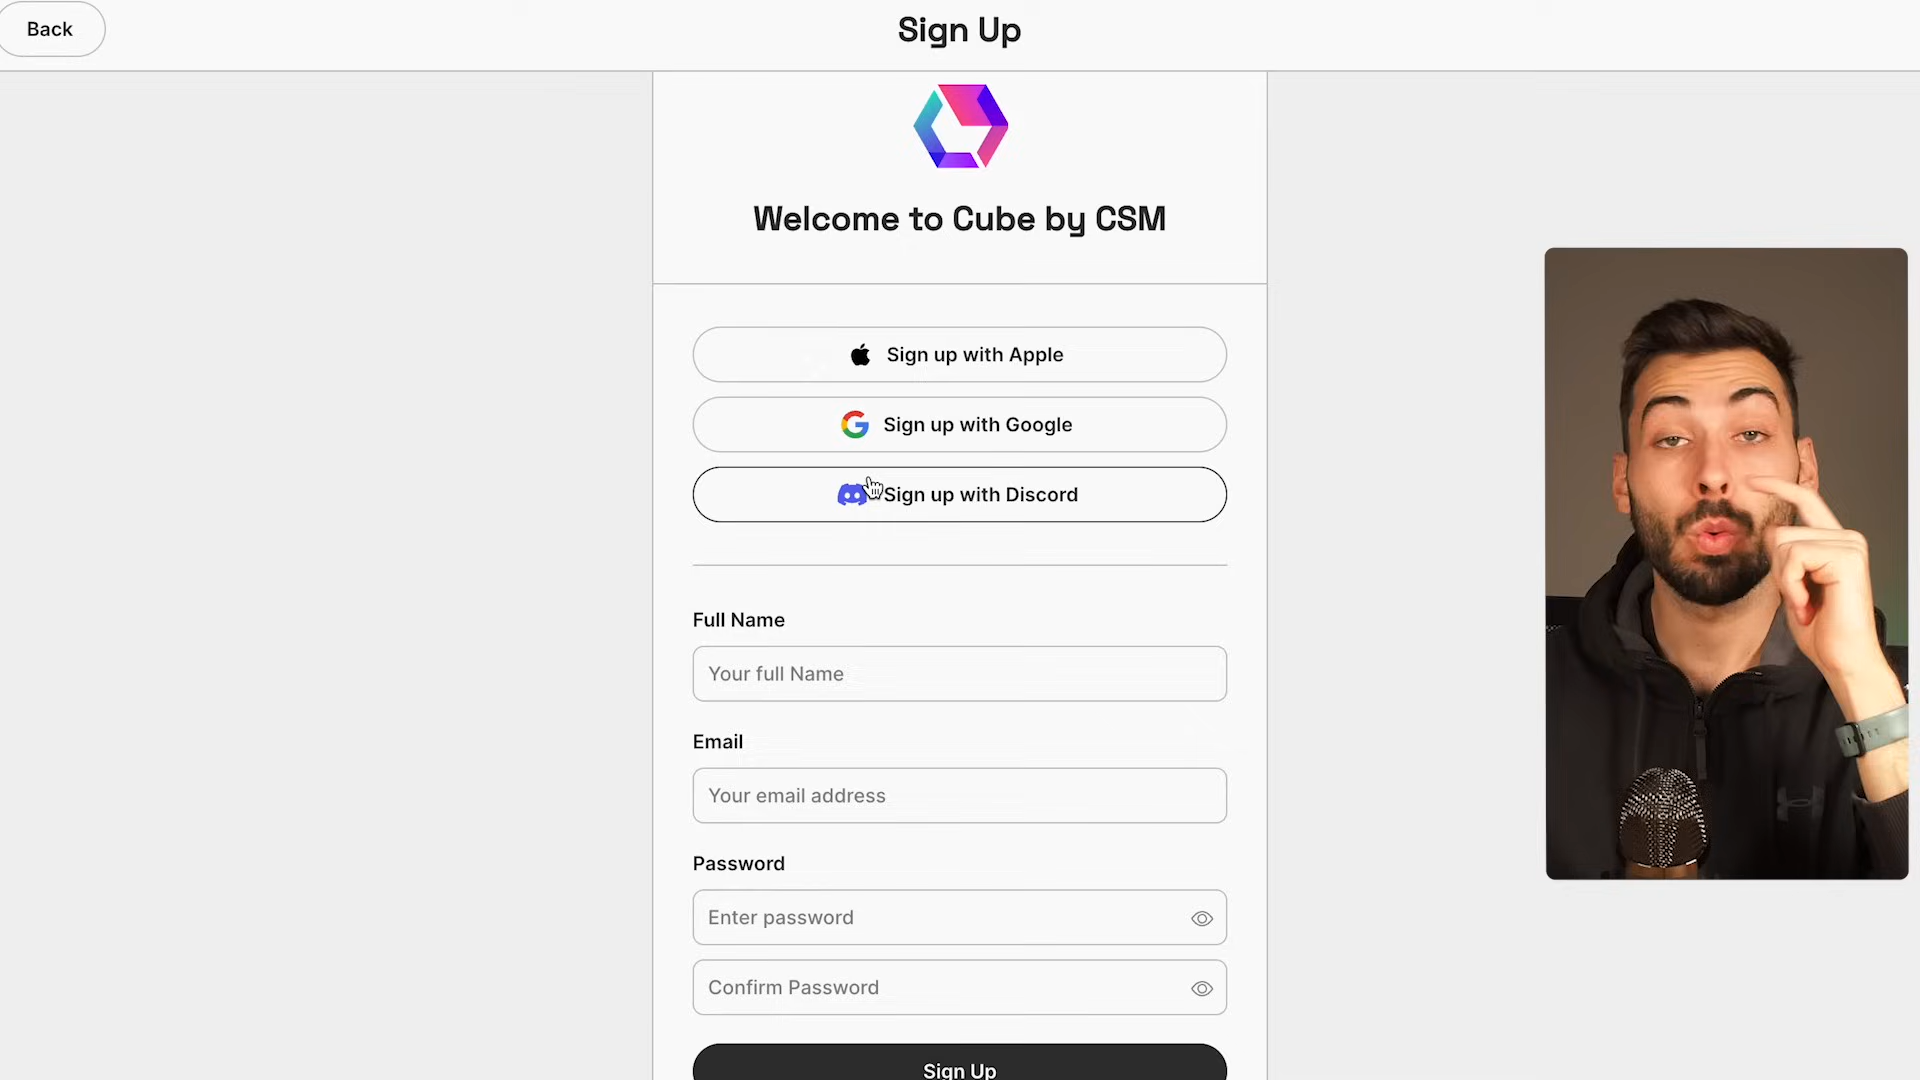 Back
Sign Up
Welcome to Cube by CSM
Sign up with Apple
Sign up with Google
Sign up with Discord
Full Name
Your full Name
Email
Your email address
Password
Enter password
Confirm Password
Sign Up